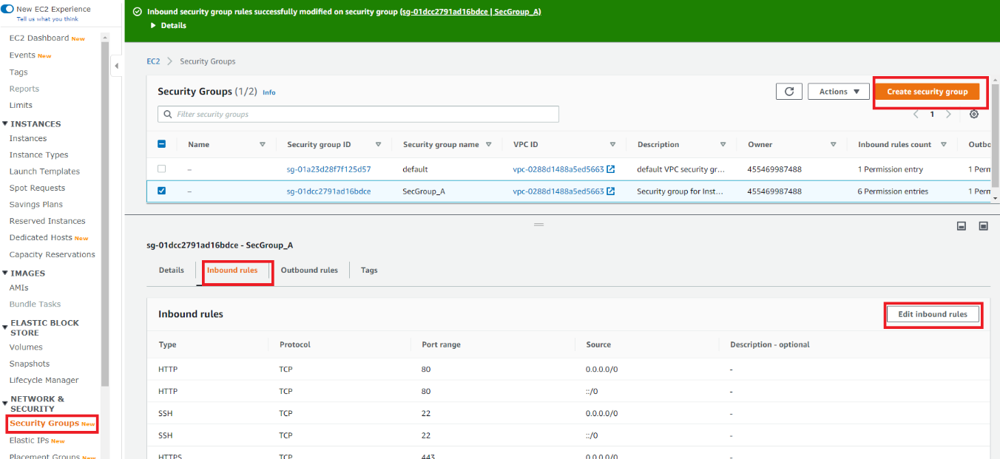 New EC2 Experience
Tell us what you think
EC2 Dashboard New
Events New
Tags
Reports
Limits
INSTANCES
Instances
Instance Types
Launch Templates
Spot Requests
Savings Plans
Reserved Instances
Dedicated Hosts New
Capacity Reservations
IMAGES
AMIs
Bundle Tasks
ELASTIC BLOCK
STORE
Volumes
Snapshots
Lifecycle Manager
NETWORK &
SECURITY
Security Groups New
Elastic IPs New
Placement Groups New
Inbound security group rules successfully modified on security group (sg-01dcc2791ad16bdce | SecGroup_A)
Details
EC2 Security Groups
Security Groups (1/2) Info
Actions
Create security group
Filter security groups
1
Name Security group ID Security group name VPC ID Description Owner Inbound rules count Outbo
– sg-01a23d28f7f125d57 default vpc-0288d1488a5ed5663 default VPC security gr... 455469987488 1 Permission entry 1 Perm
– sg-01dcc2791ad16bdce SecGroup_A vpc-0288d1488a5ed5663 Security group for Inst... 455469987488 6 Permission entries 1 Perm
sg-01dcc2791ad16bdce - SecGroup_A
Details Inbound rules Outbound rules Tags
Inbound rules
Edit inbound rules
Type Protocol Port range Source Description - optional
HTTP TCP 80 0.0.0.0/0 -
HTTP TCP 80 ::/0 -
SSH TCP 22 0.0.0.0/0 -
SSH TCP 22 ::/0 -
HTTPS TCP 443 0.0.0.0/0 -